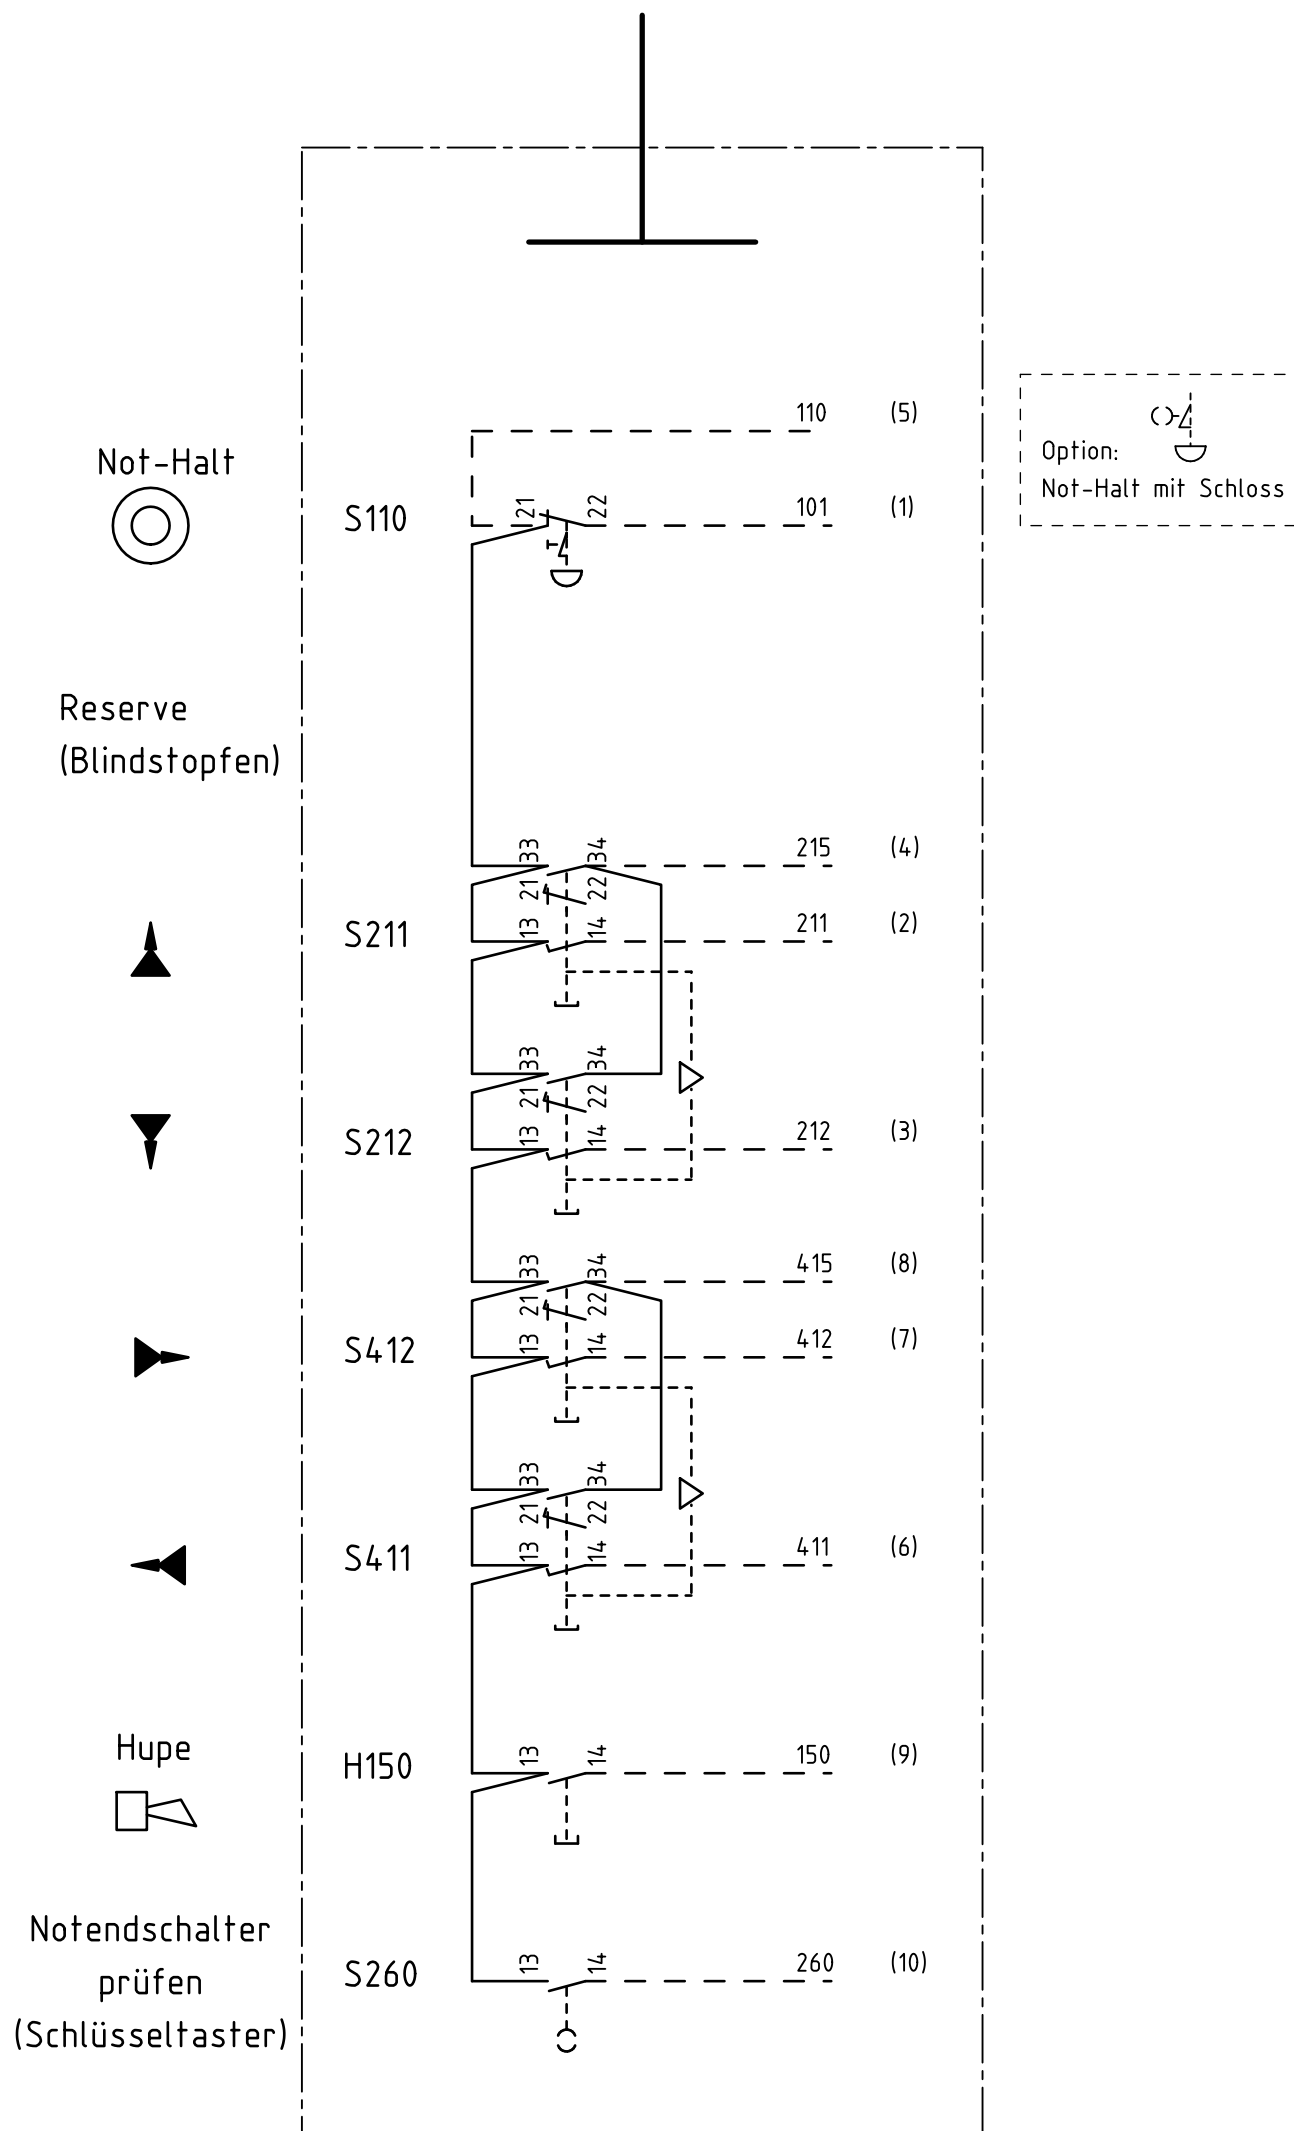 110 (5)
Option:
Not-Halt mit Schloss
Not-Halt
S110 21 22 101 (1)
Reserve
(Blindstopfen)
33 34 215 (4)
21 22
S211 13 14 211 (2)
33 34
21 22
S212 13 14 212 (3)
33 34 415 (8)
21 22
S412 13 14 412 (7)
33 34
21 22
S411 13 14 411 (6)
Hupe
H150 13 14 150 (9)
Notendschalter
prüfen
(Schlüsseltaster)
S260 13 14 260 (10)